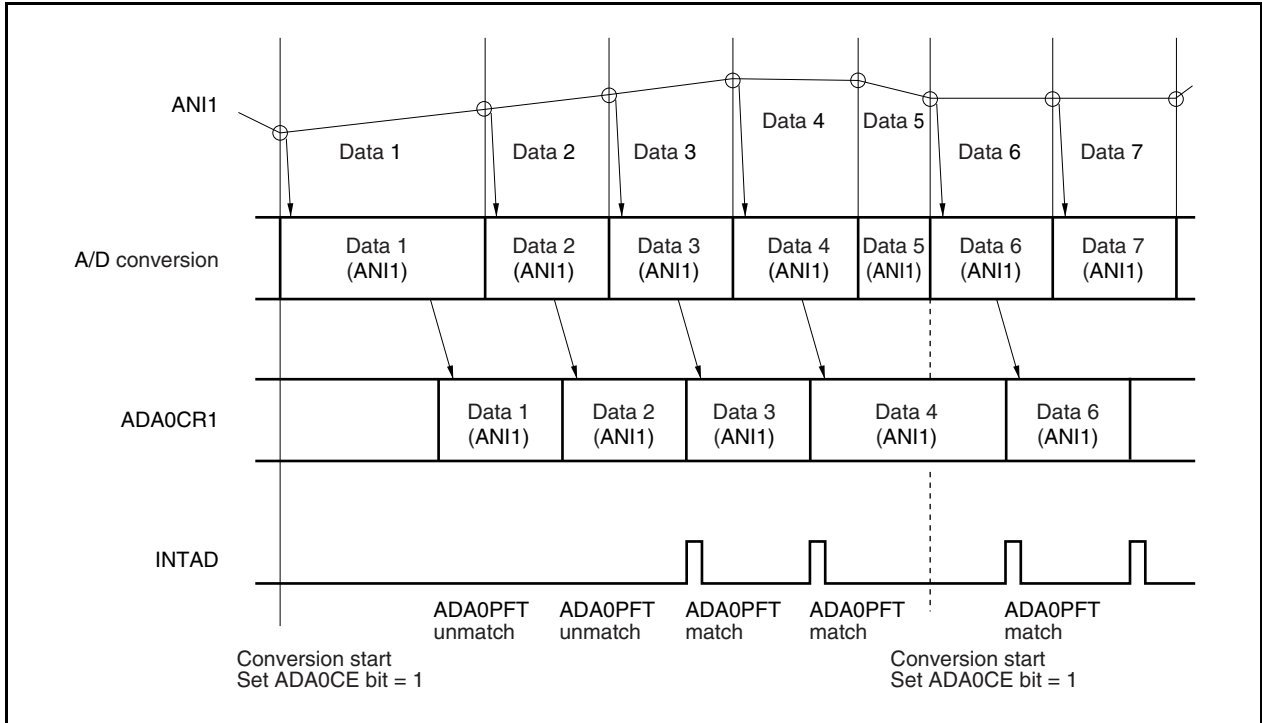 ANI1
Data 1
Data 2
Data 3
Data 4
Data 5
Data 6
Data 7
A/D conversion
Data 1
(ANI1)
Data 2
(ANI1)
Data 3
(ANI1)
Data 4
(ANI1)
Data 5
(ANI1)
Data 6
(ANI1)
Data 7
(ANI1)
ADA0CR1
Data 1
(ANI1)
Data 2
(ANI1)
Data 3
(ANI1)
Data 4
(ANI1)
Data 6
(ANI1)
INTAD
ADA0PFT
unmatch
ADA0PFT
unmatch
ADA0PFT
match
ADA0PFT
match
ADA0PFT
match
Conversion start
Set ADA0CE bit = 1
Conversion start
Set ADA0CE bit = 1